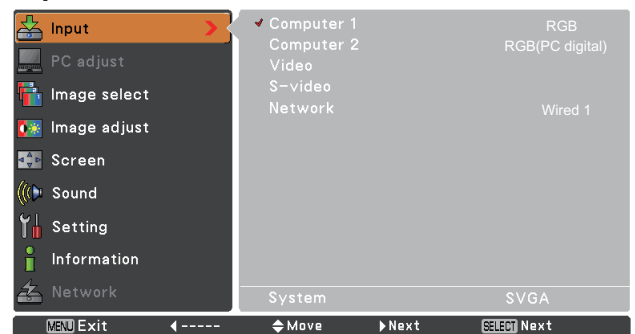 Input
PC adjust
Image select
Image adjust
Screen
Sound
Setting
Information
Network
✔ Computer 1 RGB
Computer 2 RGB(PC digital)
Video
S-video
Network Wired 1
System SVGA
MENU Exit ◀----- ◆Move ▶Next SELECT Next